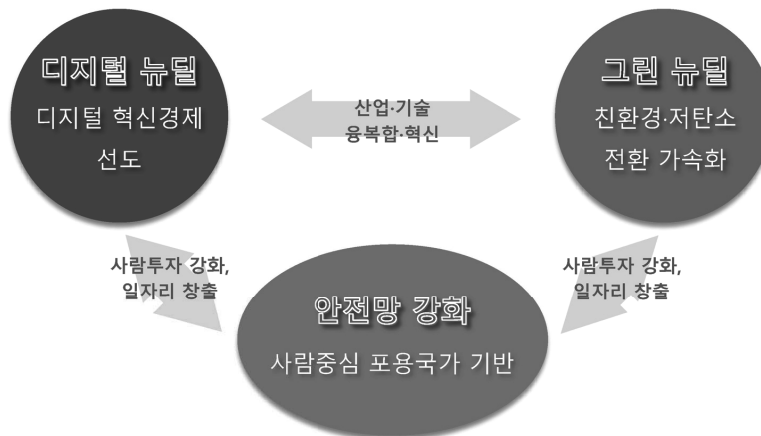 디지털 뉴딜
디지털 혁신경제
선도
산업·기술
융복합·혁신
그린 뉴딜
친환경·저탄소
전환 가속화
사람투자 강화,
일자리 창출
안전망 강화
사람중심 포용국가 기반
사람투자 강화,
일자리 창출